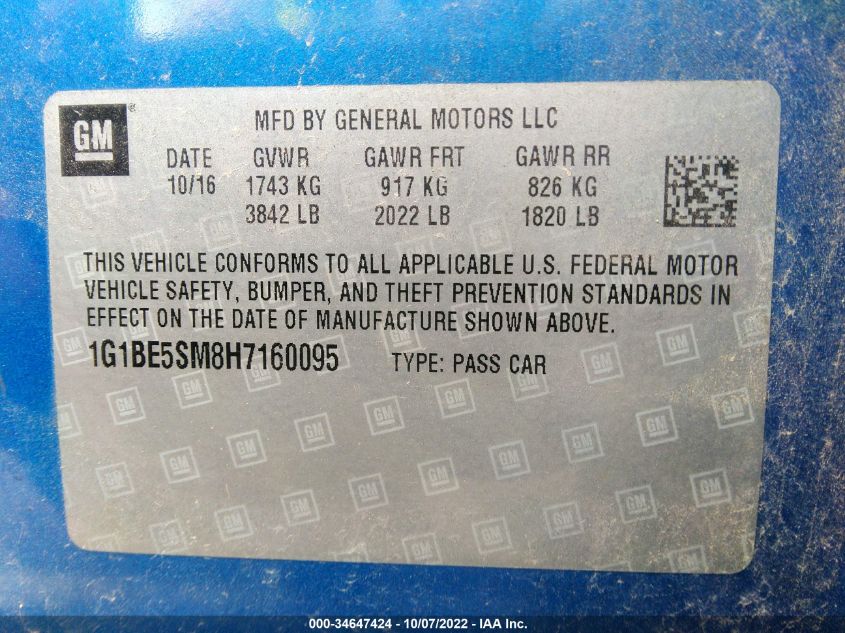 GM ®
MFD BY GENERAL MOTORS LLC
DATE GVWR GAWR FRT GAWR RR
10/16 1743 KG 917 KG 826 KG
3842 LB 2022 LB 1820 LB
THIS VEHICLE CONFORMS TO ALL APPLICABLE U.S. FEDERAL MOTOR
VEHICLE SAFETY, BUMPER, AND THEFT PREVENTION STANDARDS IN
EFFECT ON THE DATE OF MANUFACTURE SHOWN ABOVE.
1G1BE5SM8H7160095 TYPE: PASS CAR
000-34647424 - 10/07/2022 - IAA Inc.